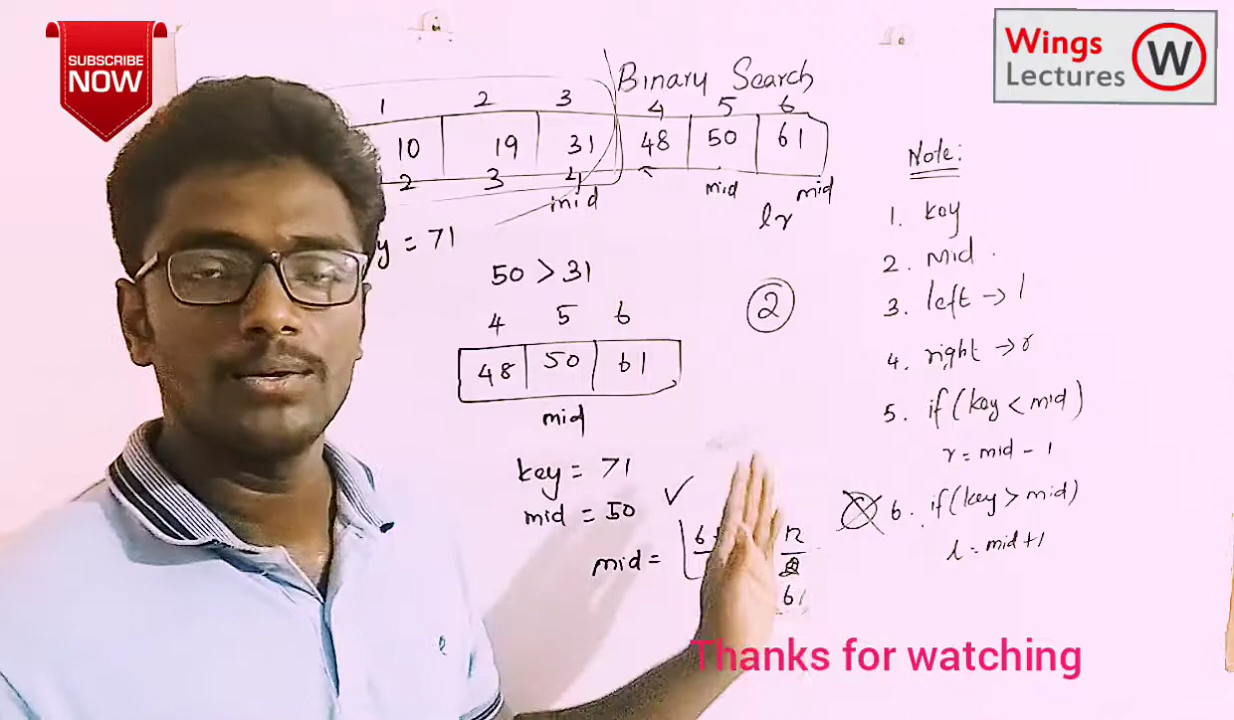 SUBSCRIBE
NOW
Wings
Lectures
W
Binary Search
1 2 3 4 5 6
10 19 31 48 50 61
2 3 4
mid mid mid
l r
y = 71
50 > 31
2
4 5 6
48 50 61
mid
key = 71
mid = 50 ✓
mid =
12
61
Note:
1. key
2. mid
3. left → l
4. right → r
5. if (key < mid)
r = mid - 1
6. if (key > mid)
l = mid + 1
Thanks for watching